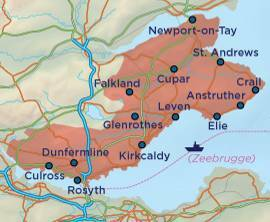 Newport-on-Tay
St. Andrews
Cupar
Falkland
Crail
Anstruther
Leven
Glenrothes
Elie
Kirkcaldy
Dunfermline
(Zeebrugge)
Culross
Rosyth